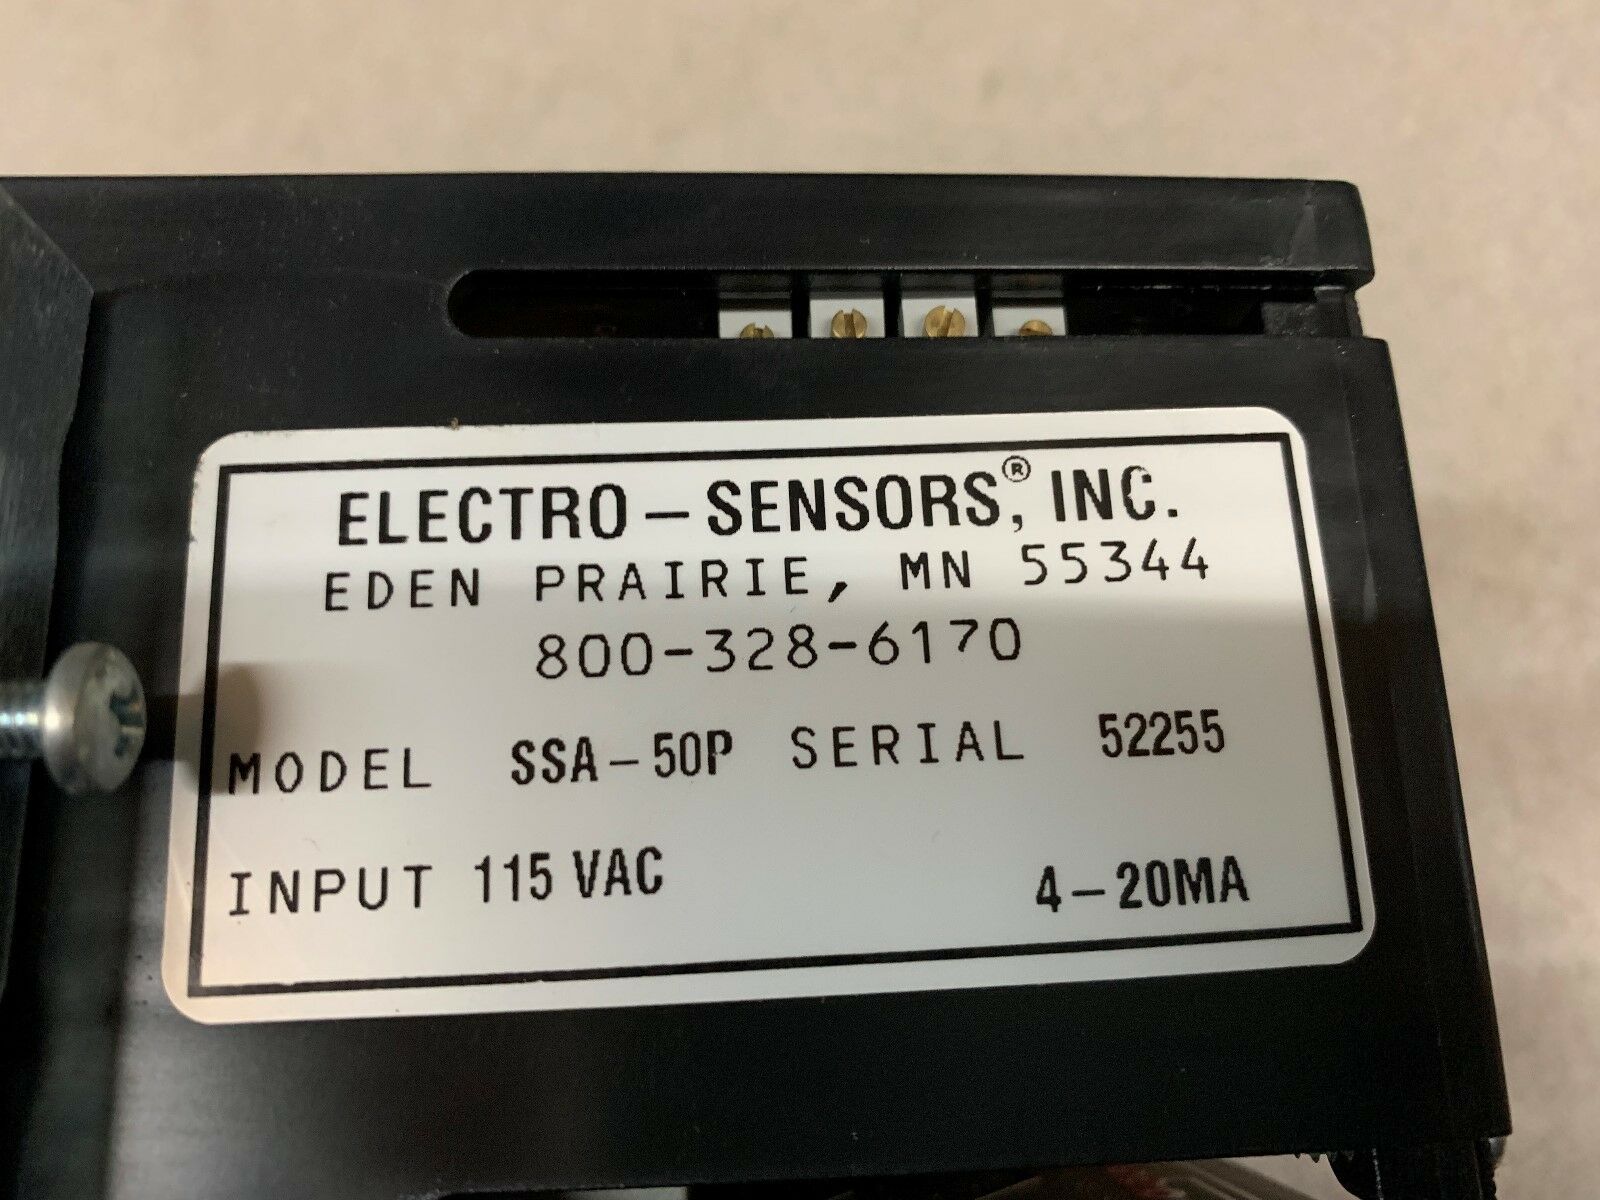 ELECTRO-SENSORS®, INC.
EDEN PRAIRIE, MN 55344
800-328-6170
MODEL SSA-50P SERIAL 52255
INPUT 115 VAC 4-20MA